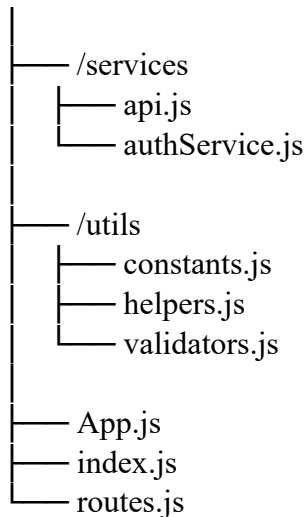 /services
api.js
authService.js
/utils
constants.js
helpers.js
validators.js
App.js
index.js
routes.js